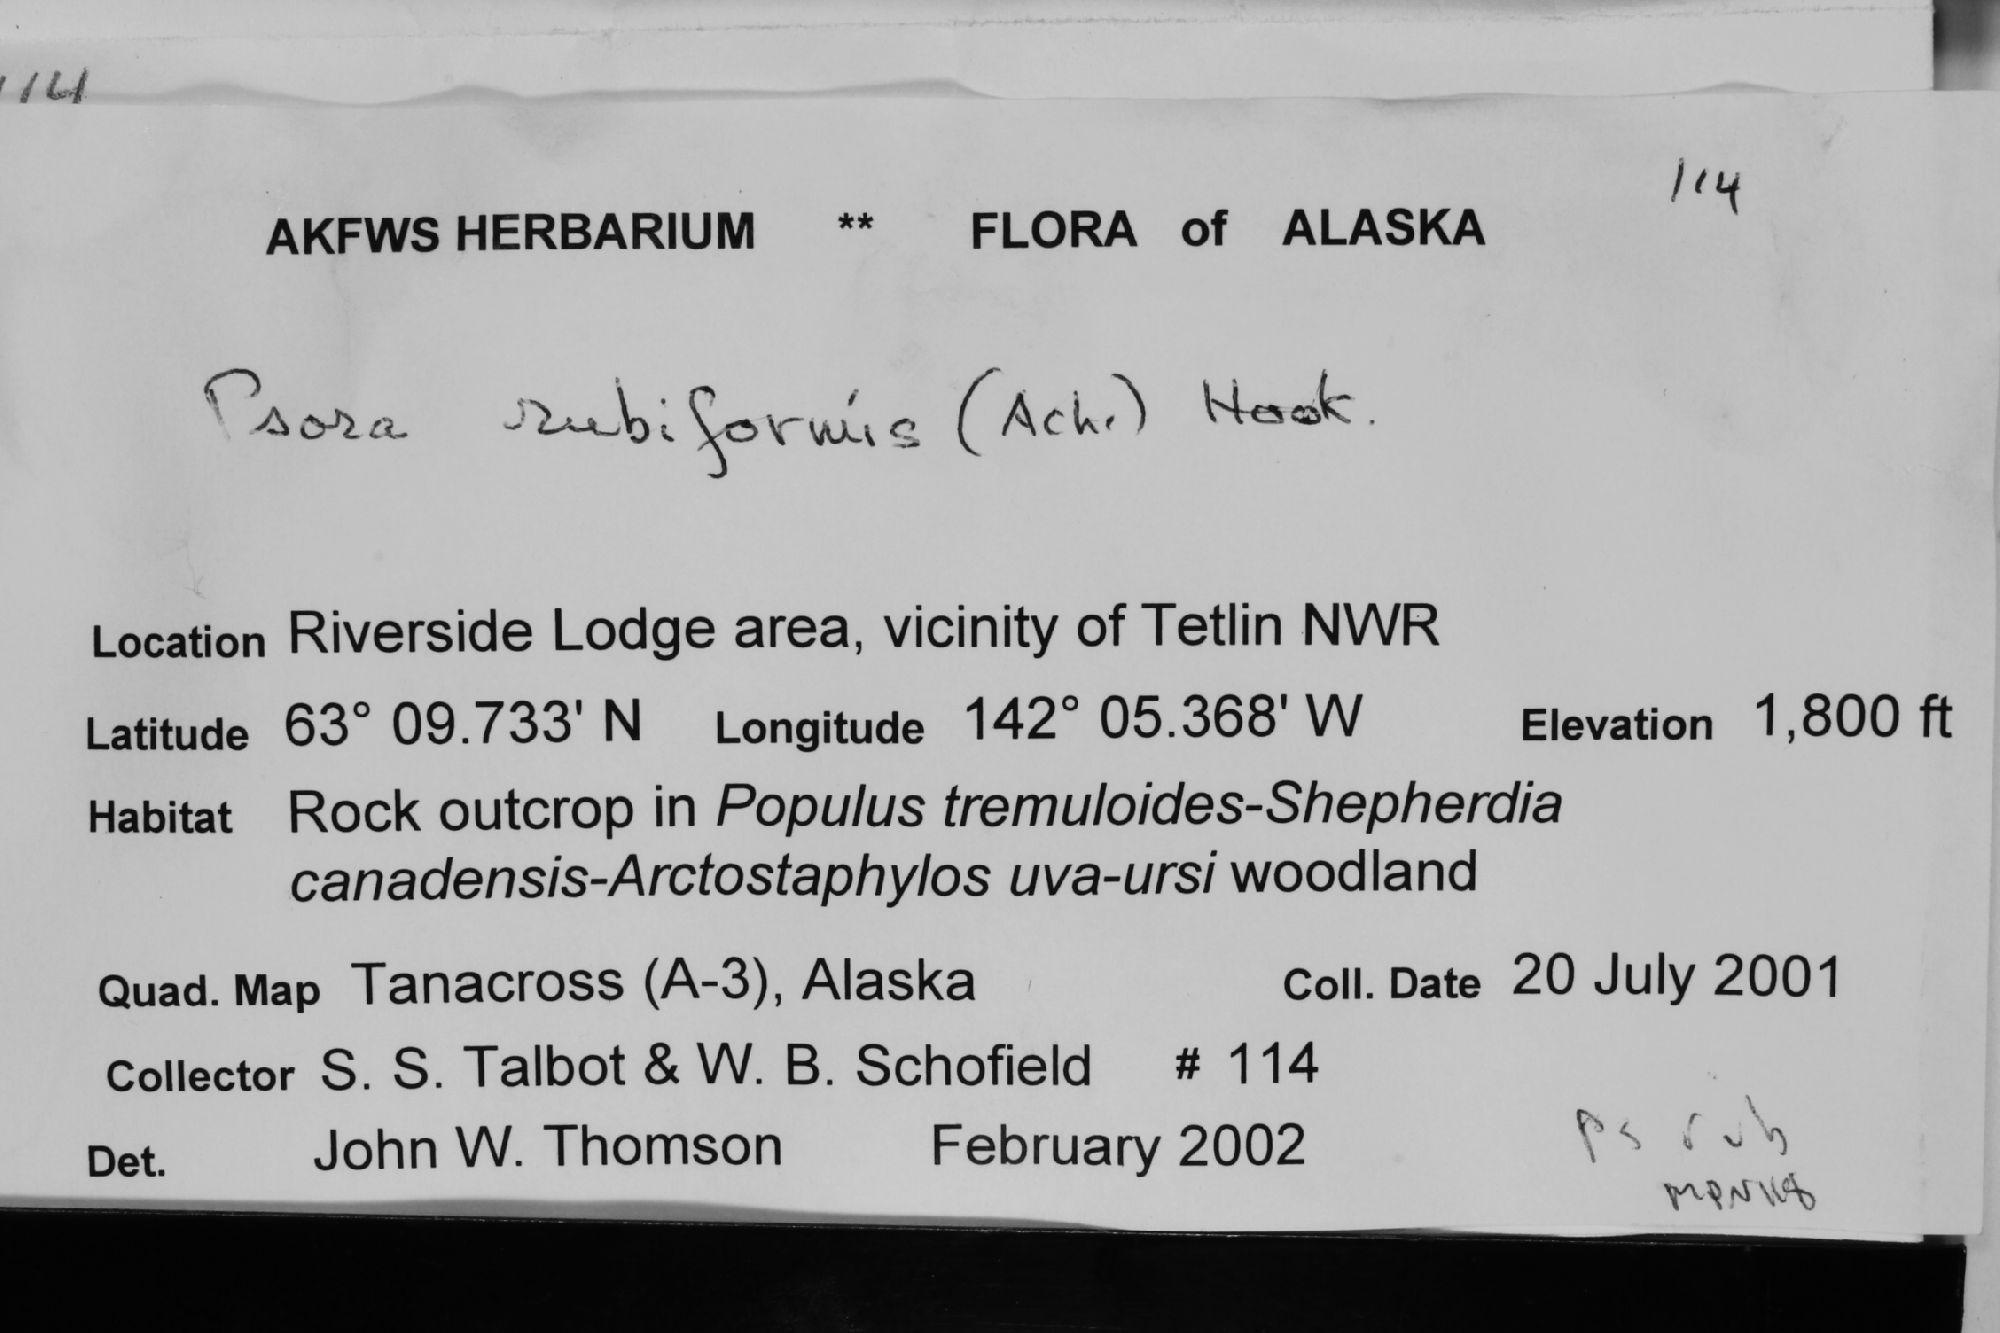 114
114
AKFWS HERBARIUM ** FLORA of ALASKA
Psora rubiformis (Ach.) Hook.
Location Riverside Lodge area, vicinity of Tetlin NWR
Latitude 63° 09.733' N Longitude 142° 05.368' W Elevation 1,800 ft
Habitat Rock outcrop in Populus tremuloides-Shepherdia
canadensis-Arctostaphylos uva-ursi woodland
Quad. Map Tanacross (A-3), Alaska Coll. Date 20 July 2001
Collector S. S. Talbot & W. B. Schofield # 114
Det. John W. Thomson February 2002
Ps rub